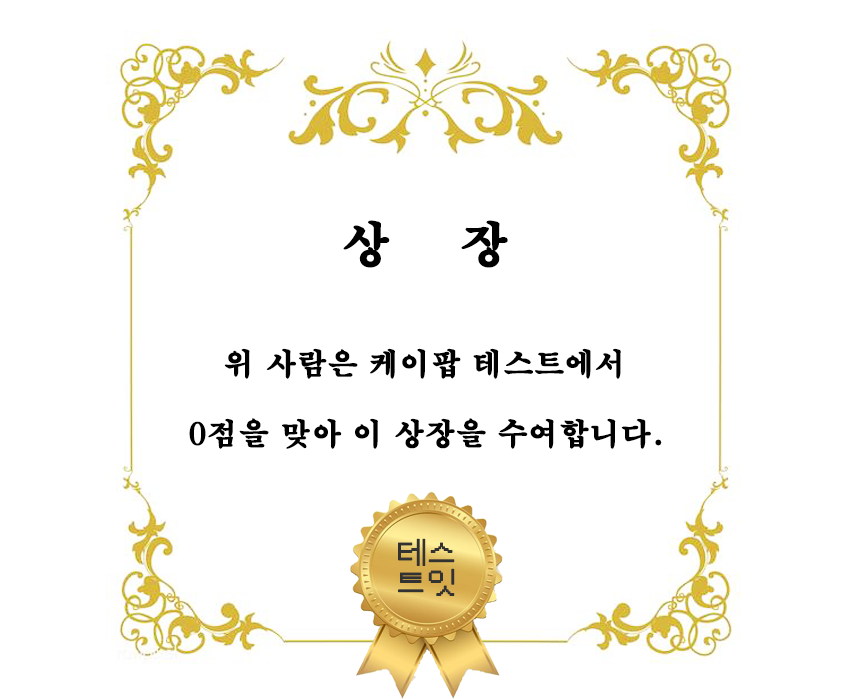 상 장
위 사람은 케이팝 테스트에서
0점을 맞아 이 상장을 수여합니다.
테스
트잇